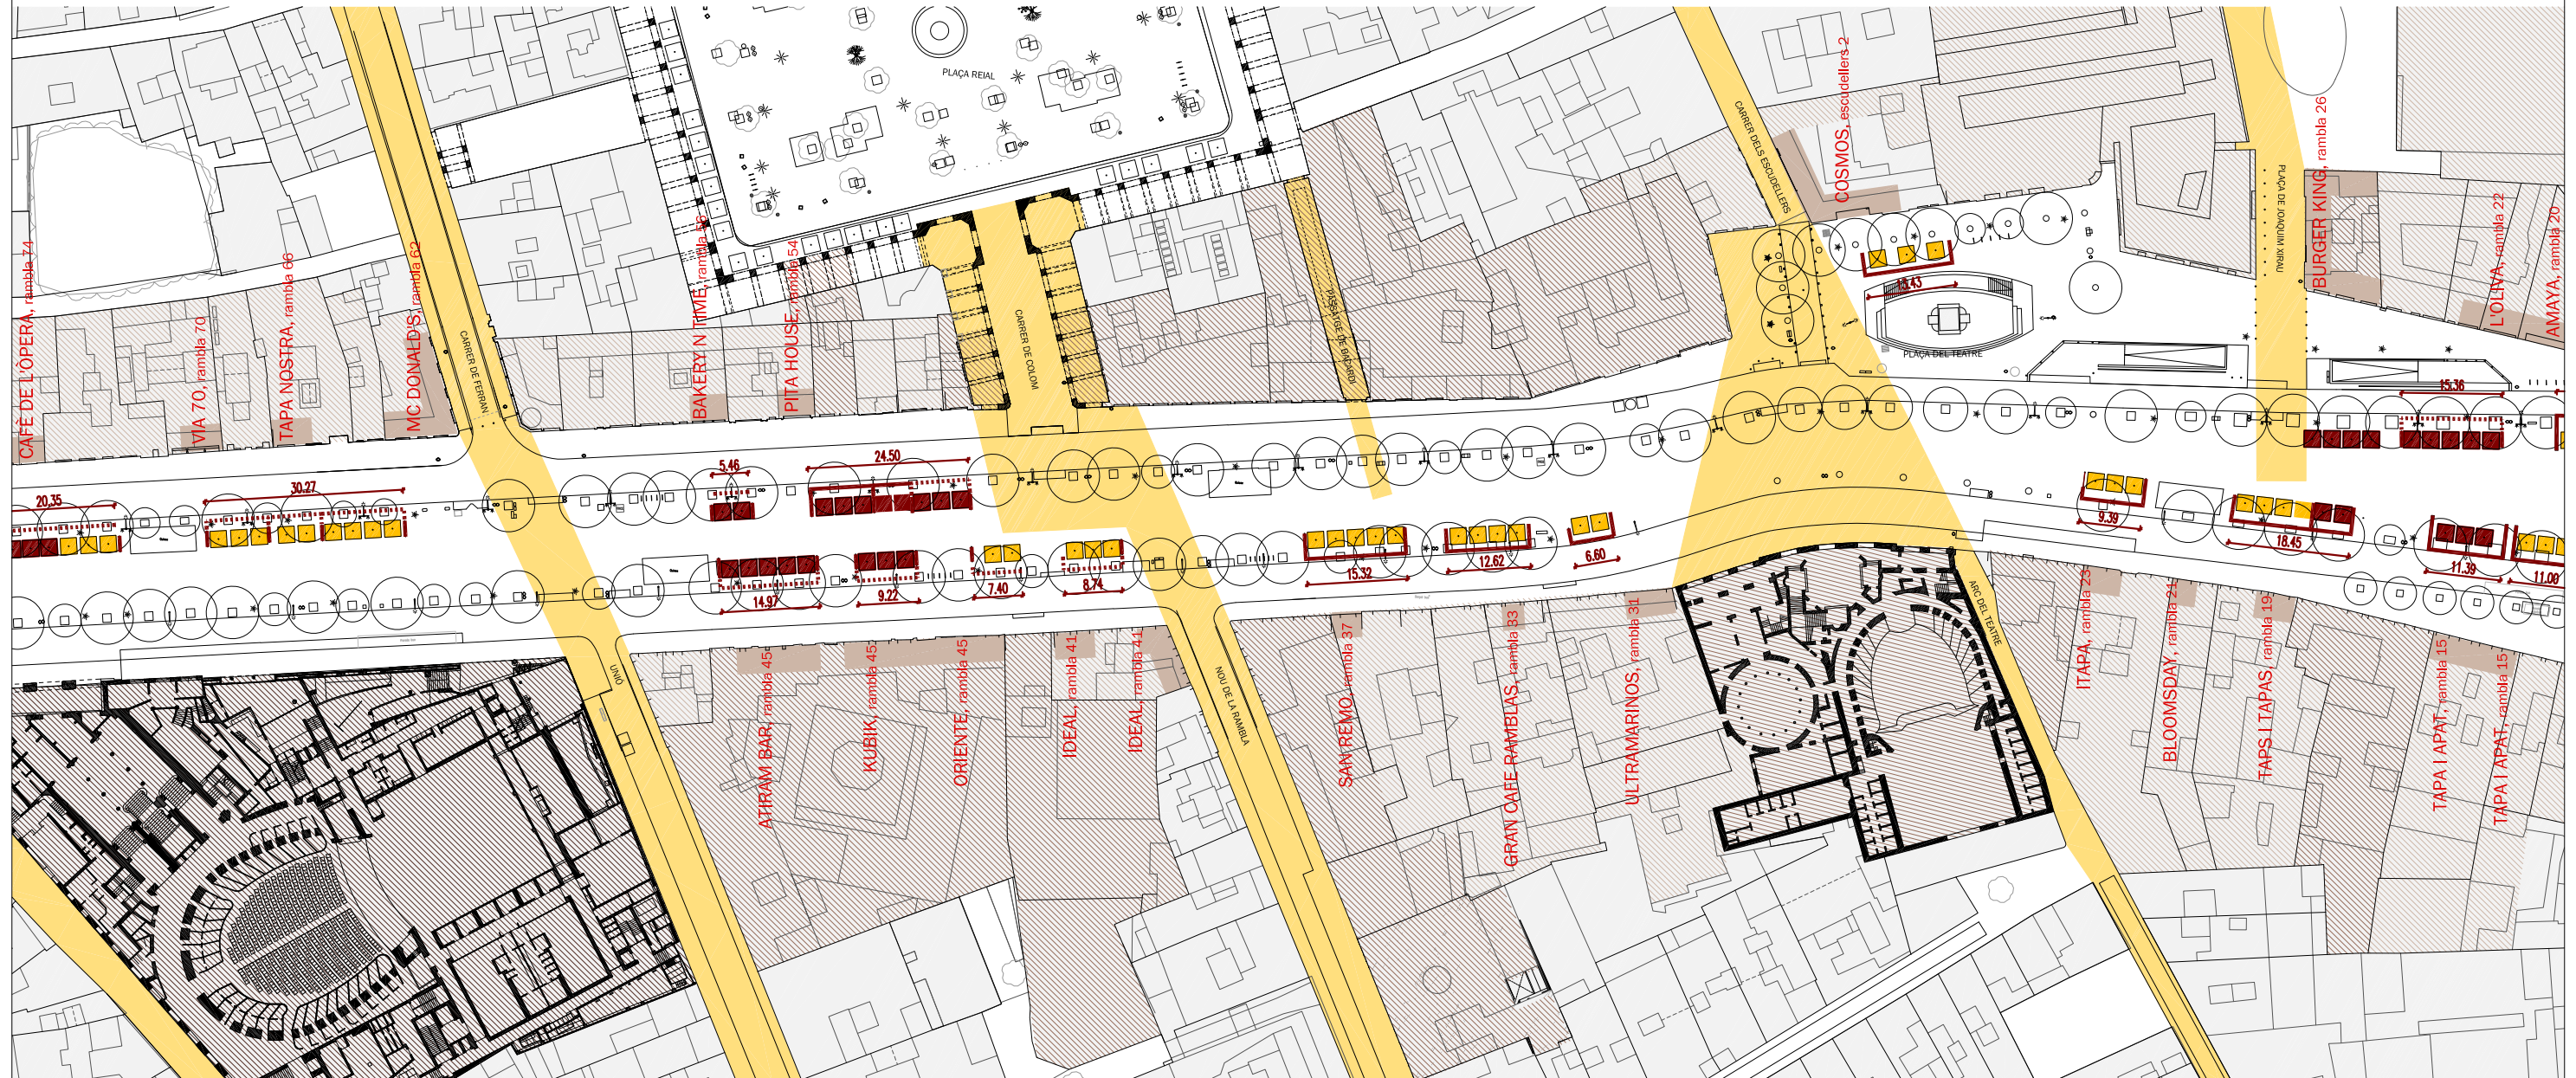 PLAÇA REIAL
CARRER DELS ESCUDELLERS
COSMOS, escudellers 2
PLAÇA DE JOAQUIM XIRAU
BURGER KING, rambla 26
L'OLIVA, rambla 22
AMAYA, rambla 20
CAFÈ DE L'ÒPERA, rambla 74
VIA 70, rambla 70
TAPA NOSTRA, rambla 66
MC DONALD'S, rambla 62
CARRER DE FERRAN
BAKERY N TIME, rambla 56
PITA HOUSE, rambla 54
CARRER DE COLOM
PASSATGE DE BACARDI
13.43
PLAÇA DEL TEATRE
15.36
20.35
30.27
5.46
24.50
14.97
9.22
7.40
8.74
15.32
12.62
6.60
9.39
18.45
11.39
11.00
UNIÓ
ATIRAM BAR, rambla 45
KUBIK, rambla 45
ORIENTE, rambla 45
IDEAL, rambla 41
IDEAL, rambla 41
NOU DE LA RAMBLA
SANREMO, rambla 37
GRAN CAFE RAMBLAS, rambla 33
ULTRAMARINOS, rambla 31
ARC DEL TEATRE
ITAPA, rambla 23
BLOOMSDAY, rambla 21
TAPS I TAPAS, rambla 19
TAPA I APAT, rambla 15
TAPA I APAT, rambla 15